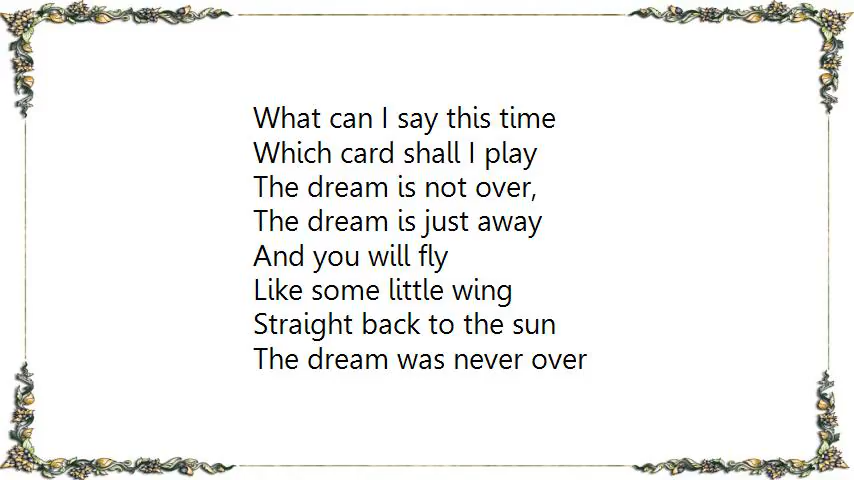 What can I say this time
Which card shall I play
The dream is not over,
The dream is just away
And you will fly
Like some little wing
Straight back to the sun
The dream was never over